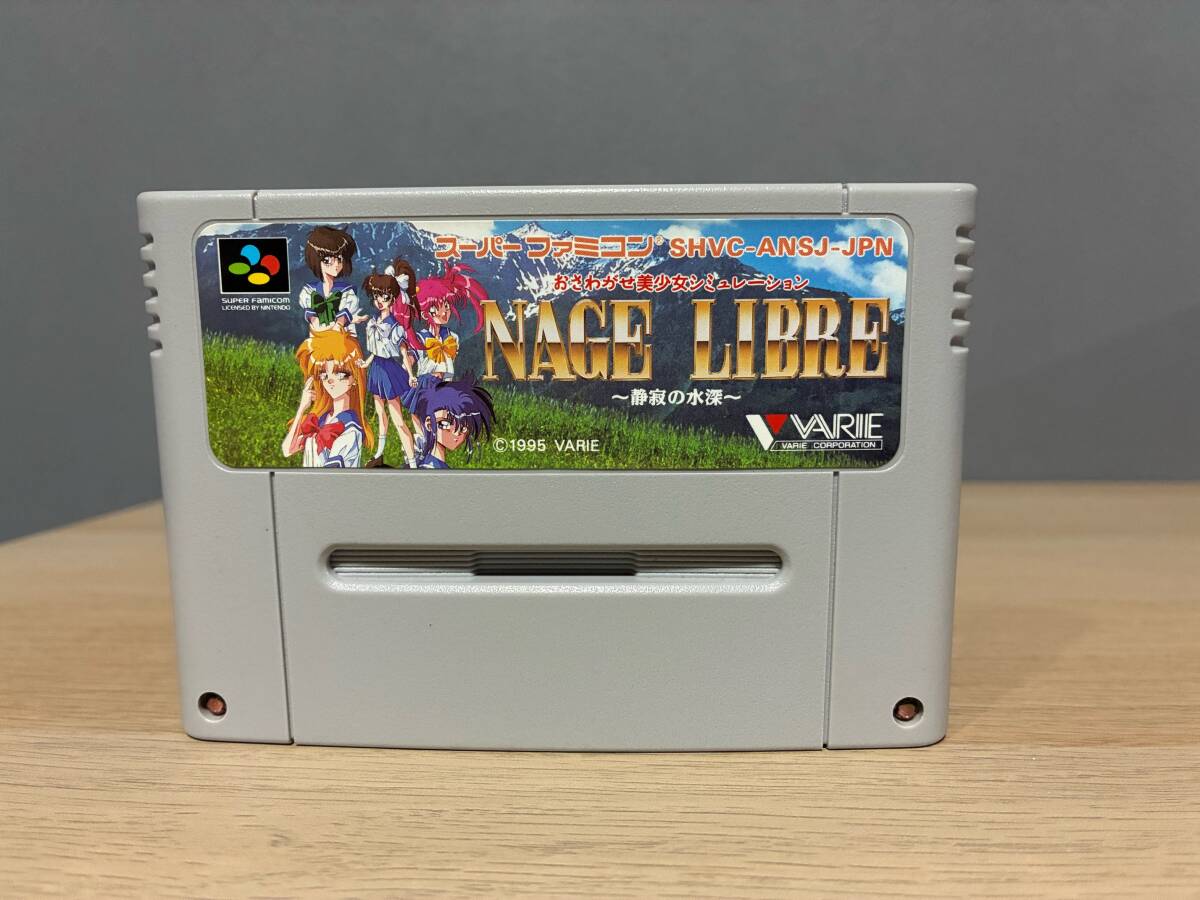 スーパーファミコン® SHVC-ANSJ-JPN
おさわがせ美少女シミュレーション
NAGE LIBRE
～静寂の水深～
SUPER FAMICOM
LICENSED BY NINTENDO
©1995 VARIE
VARIE
VARIE CORPORATION